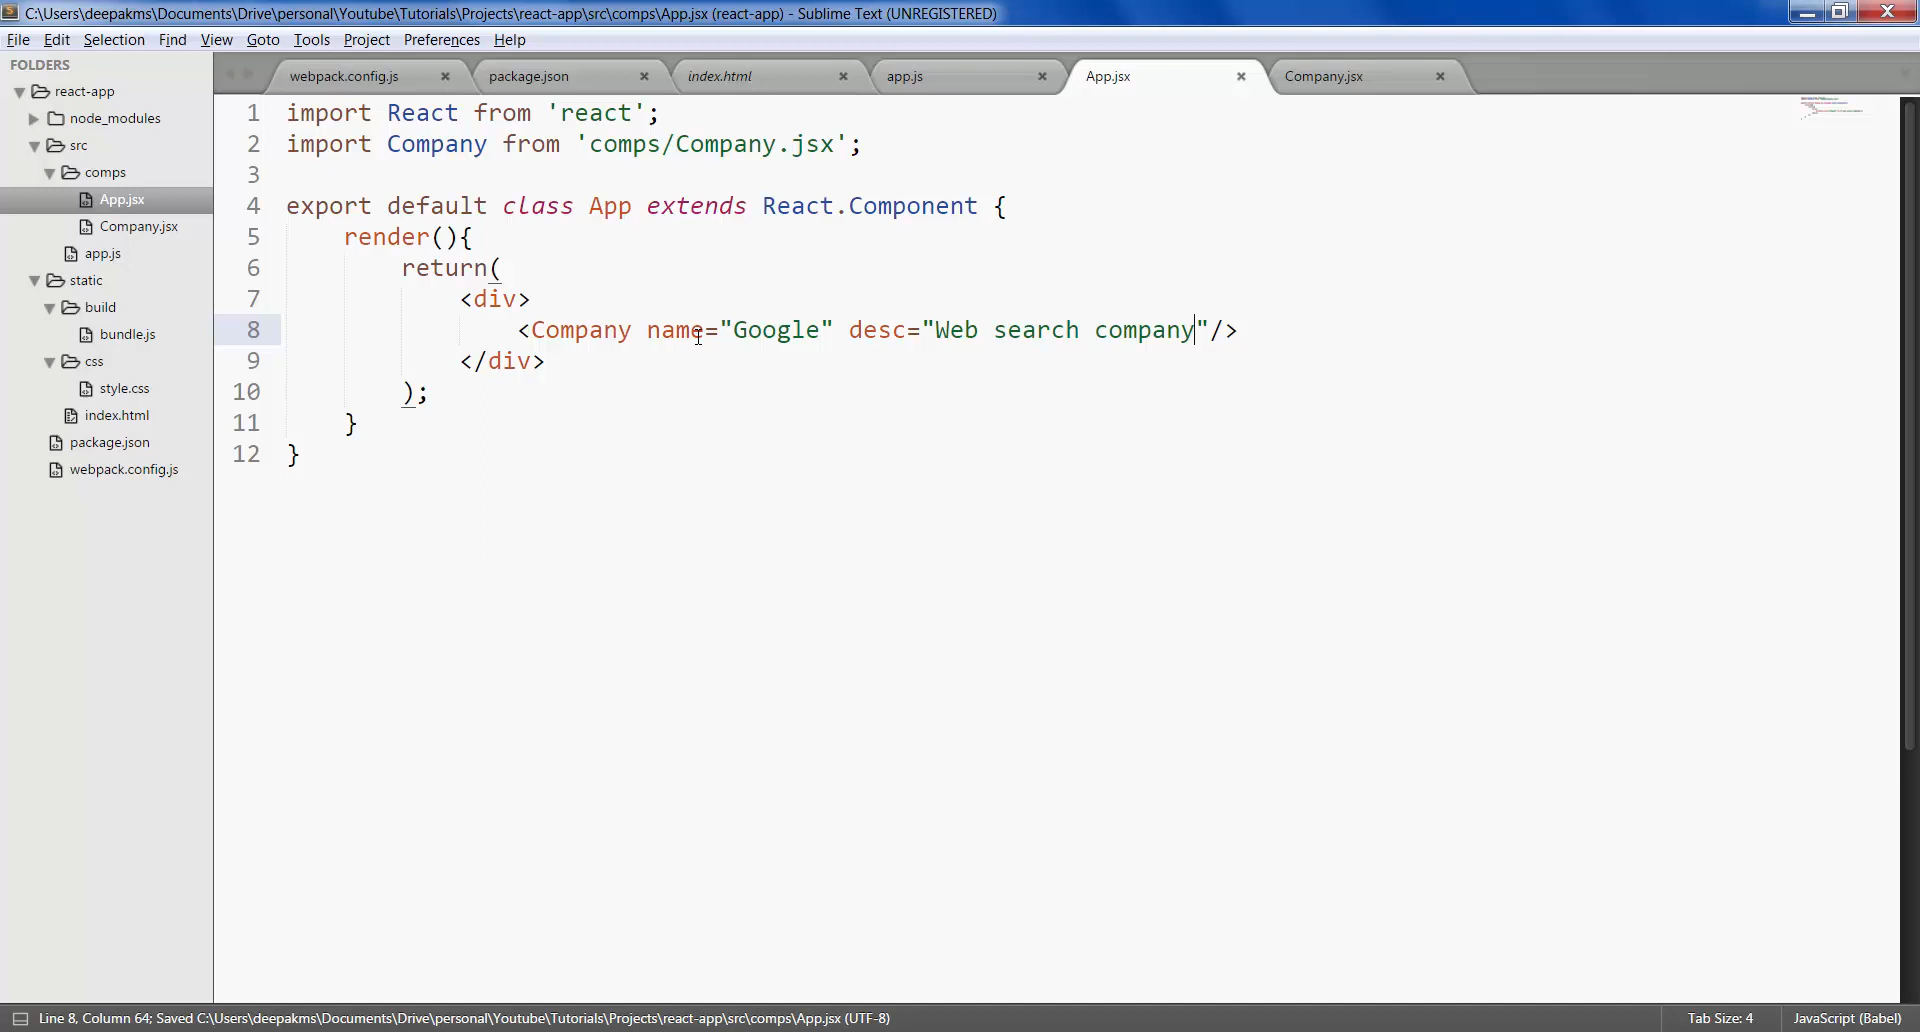 C:\Users\deepakms\Documents\Drive\personal\Youtube\Tutorials\Projects\react-app\src\comps\App.jsx (react-app) - Sublime Text (UNREGISTERED)
File Edit Selection Find View Goto Tools Project Preferences Help
FOLDERS
react-app
node_modules
src
comps
App.jsx
Company.jsx
app.js
static
build
bundle.js
css
style.css
index.html
package.json
webpack.config.js
webpack.config.js package.json index.html app.js App.jsx Company.jsx
1 import React from 'react';
2 import Company from 'comps/Company.jsx';
3
4 export default class App extends React.Component {
5 render(){
6 return(
7 <div>
8 <Company name="Google" desc="Web search company"/>
9 </div>
10 );
11 }
12 }
Line 8, Column 64; Saved C:\Users\deepakms\Documents\Drive\personal\Youtube\Tutorials\Projects\react-app\src\comps\App.jsx (UTF-8) Tab Size: 4 JavaScript (Babel)